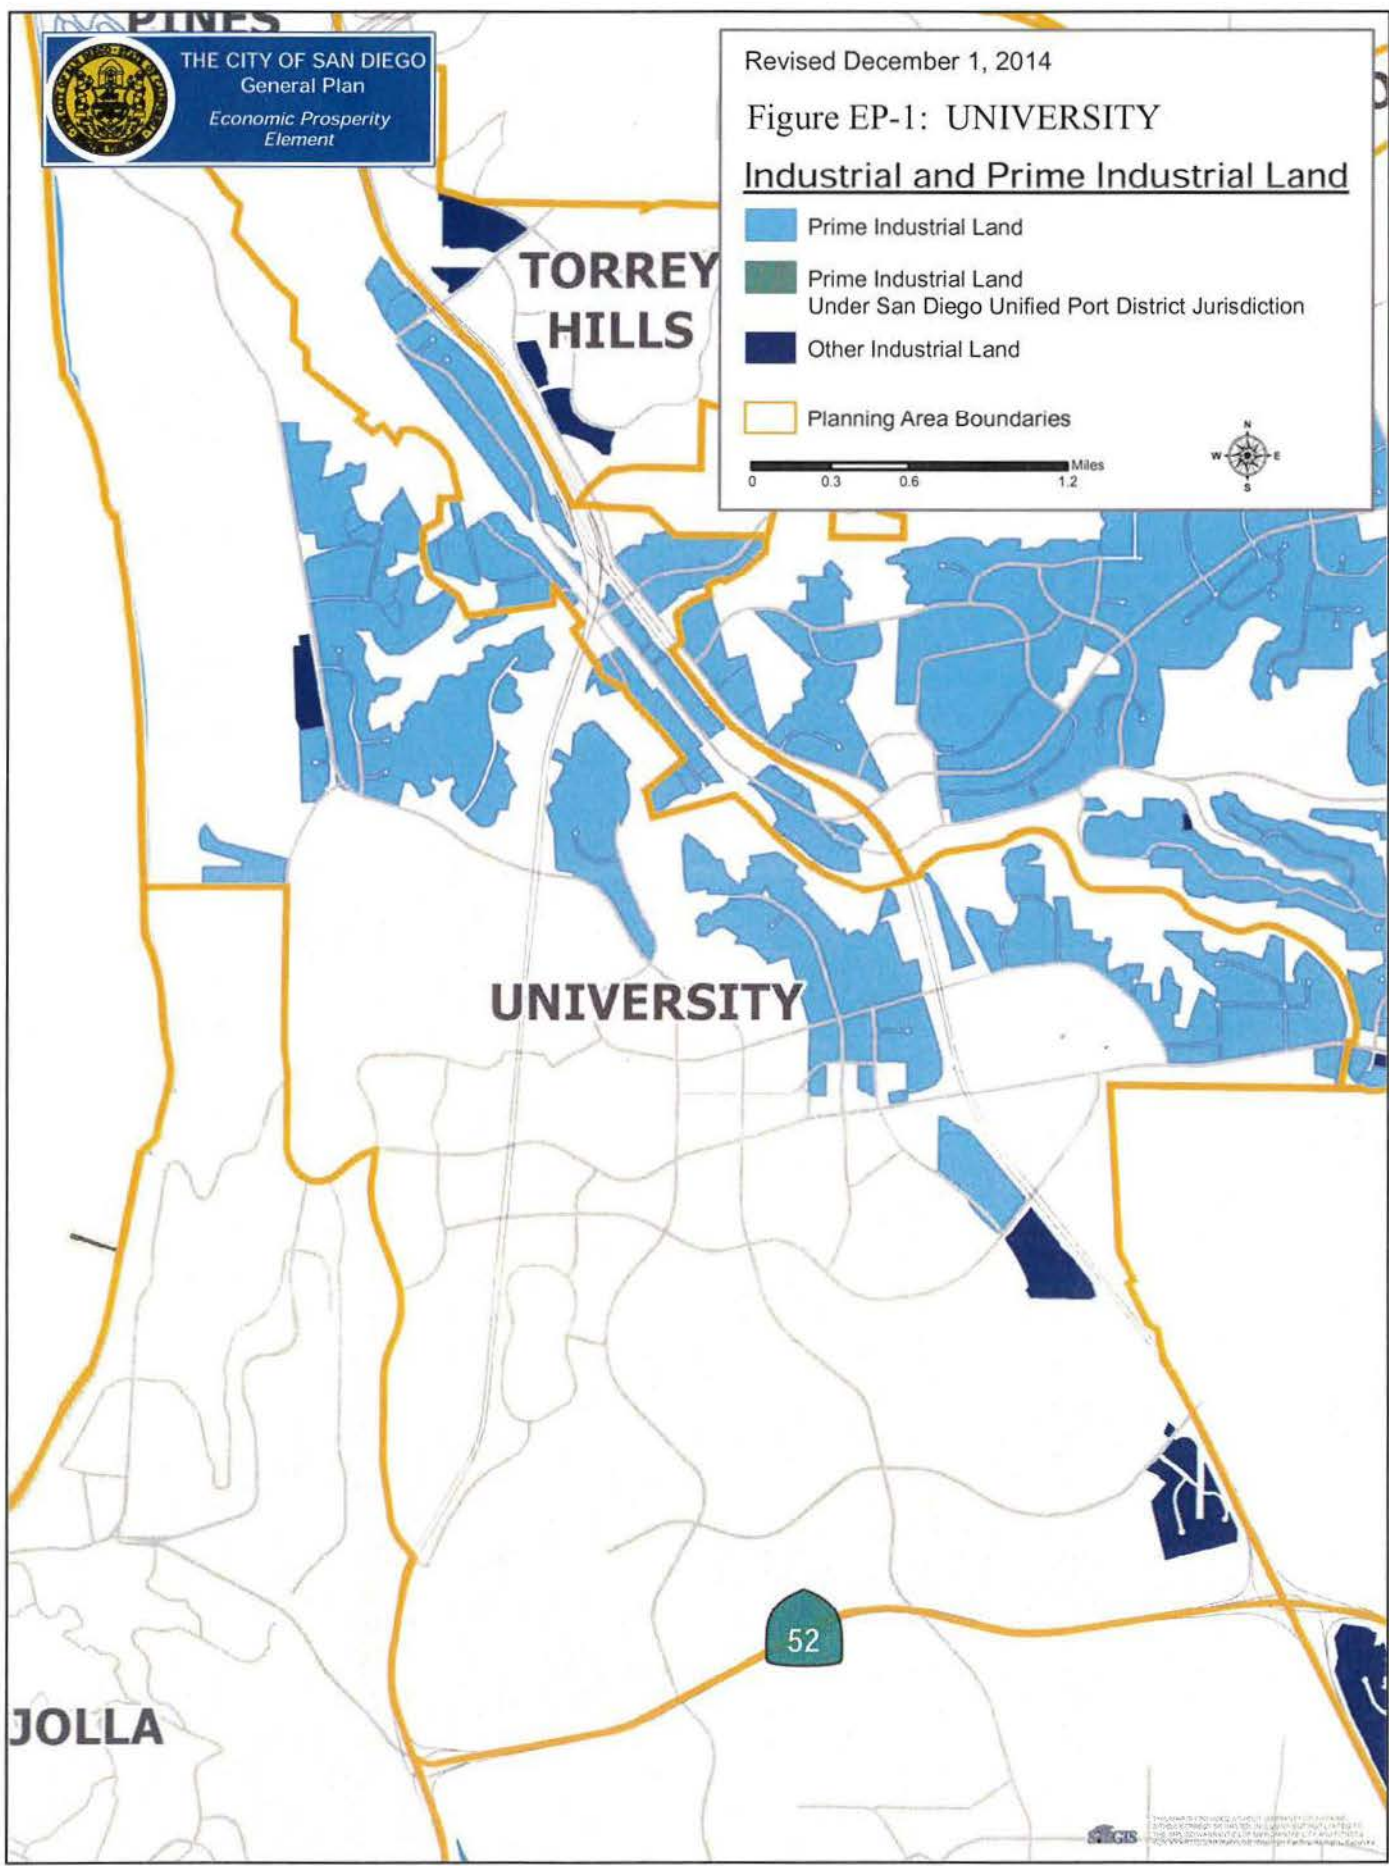 PINES
THE CITY OF SAN DIEGO
General Plan
Economic Prosperity
Element
Revised December 1, 2014
Figure EP-1: UNIVERSITY
Industrial and Prime Industrial Land
Prime Industrial Land
Prime Industrial Land
Under San Diego Unified Port District Jurisdiction
Other Industrial Land
Planning Area Boundaries
Miles
0 0.3 0.6 1.2
N
W E
S
TORREY
HILLS
UNIVERSITY
52
JOLLA